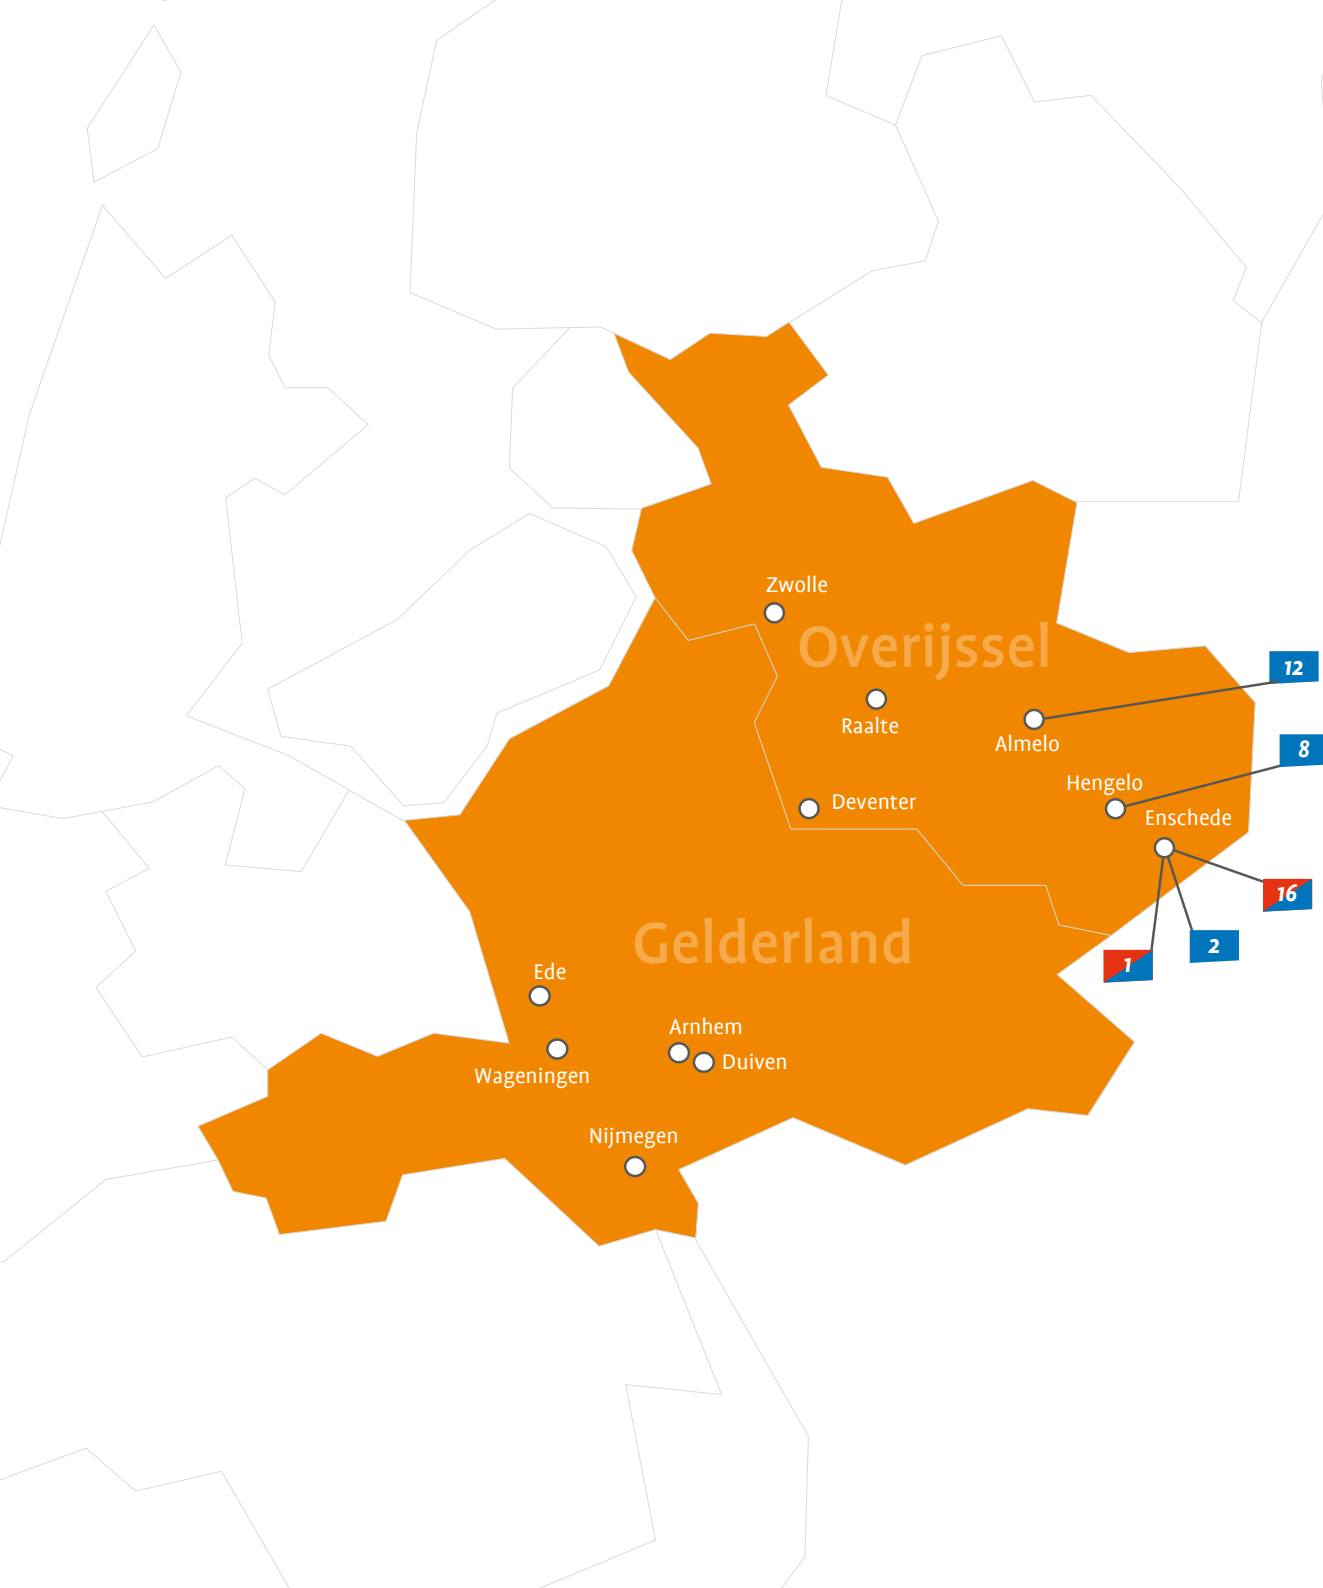 Zwolle
Overijssel
12
Raalte
Almelo
8
Hengelo
Deventer
Enschede
16
Gelderland
2
1
Ede
Arnhem
Duiven
Wageningen
Nijmegen